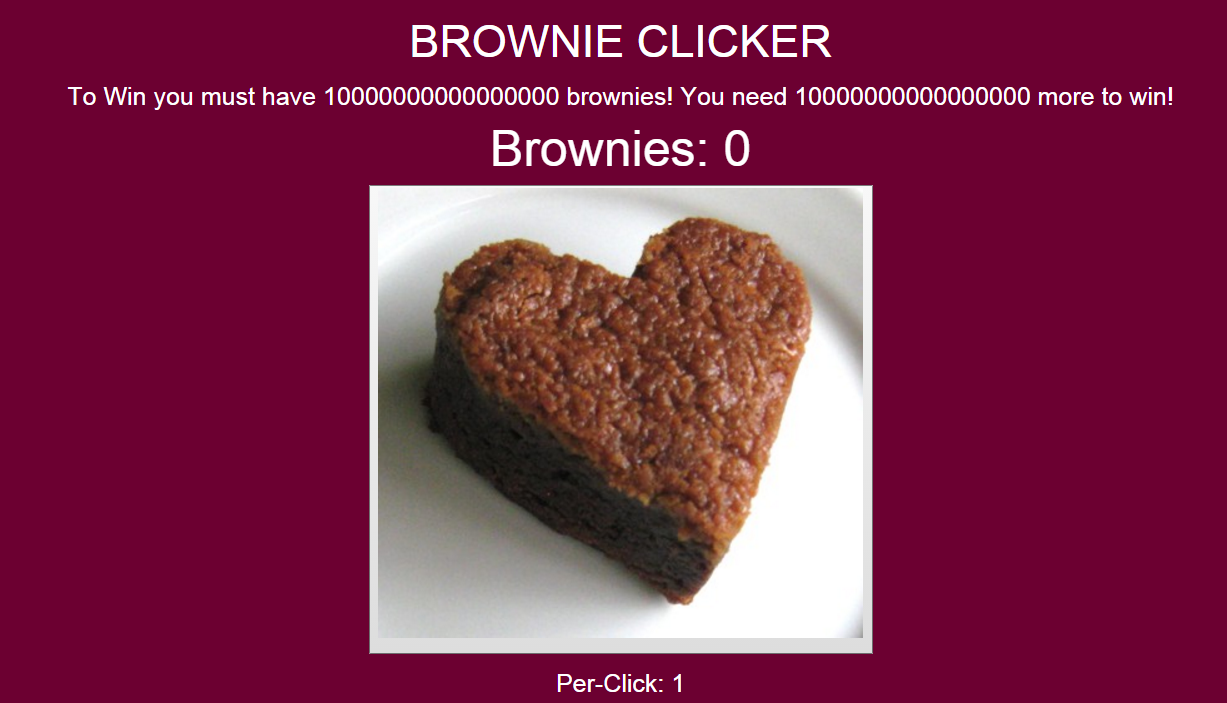 BROWNIE CLICKER
To Win you must have 10000000000000000 brownies! You need 10000000000000000 more to win!
Brownies: 0
Per-Click: 1